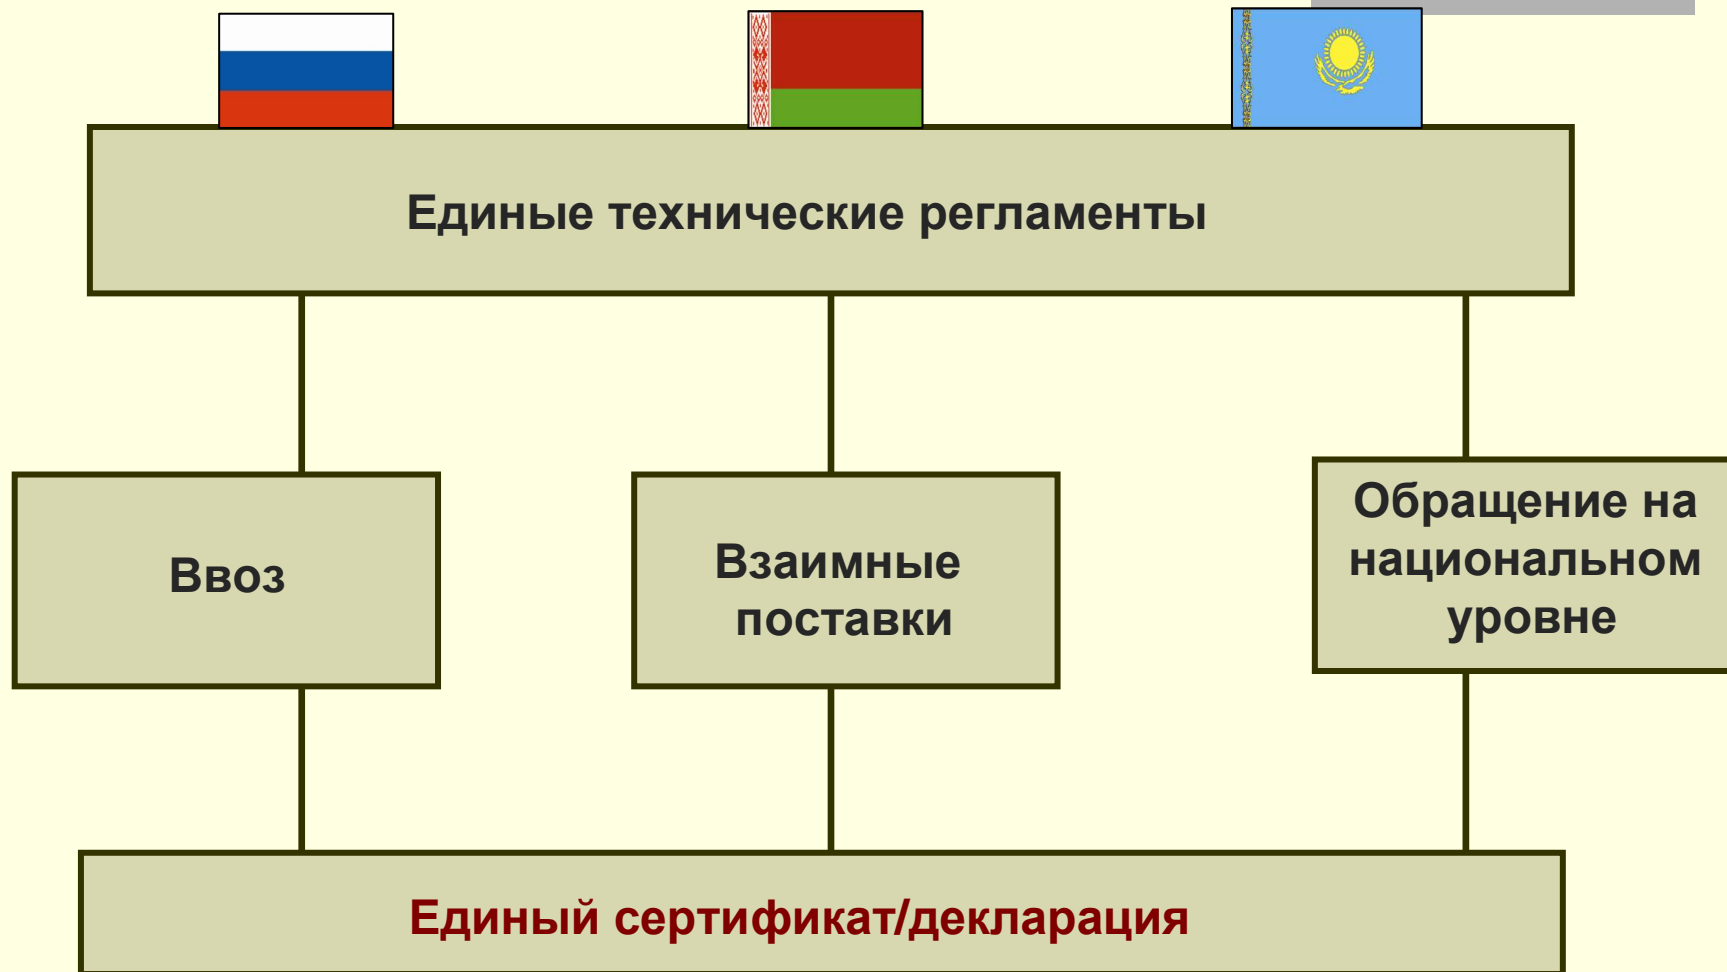 Единые технические регламенты
Ввоз
Взаимные
поставки
Обращение на
национальном
уровне
Единый сертификат/декларация